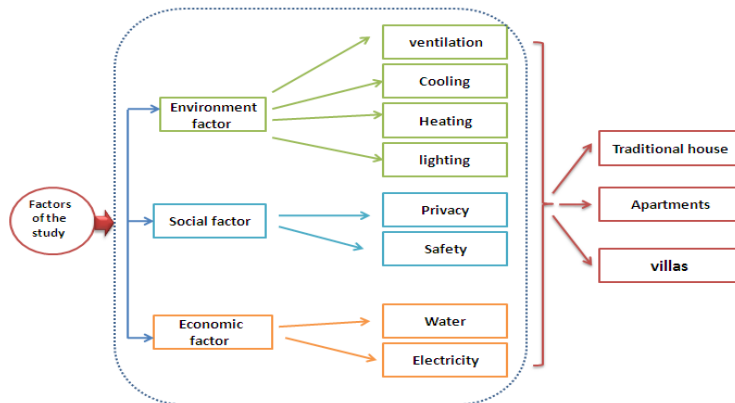 Factors
of the
study
Environment
factor
ventilation
Cooling
Heating
lighting
Social factor
Privacy
Safety
Economic
factor
Water
Electricity
Traditional house
Apartments
villas